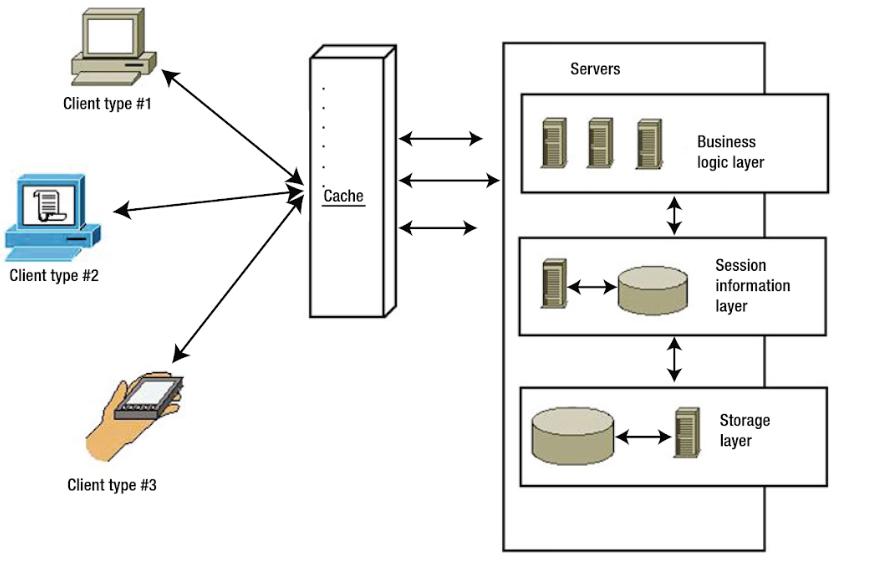 Client type #1
Client type #2
Client type #3
Cache
Servers
Business
logic layer
Session
information
layer
Storage
layer